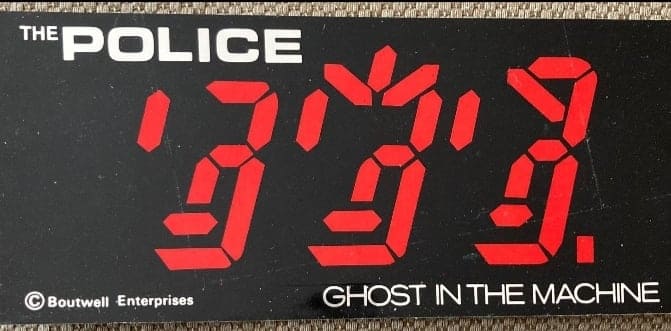 THE POLICE
© Boutwell Enterprises
GHOST IN THE MACHINE